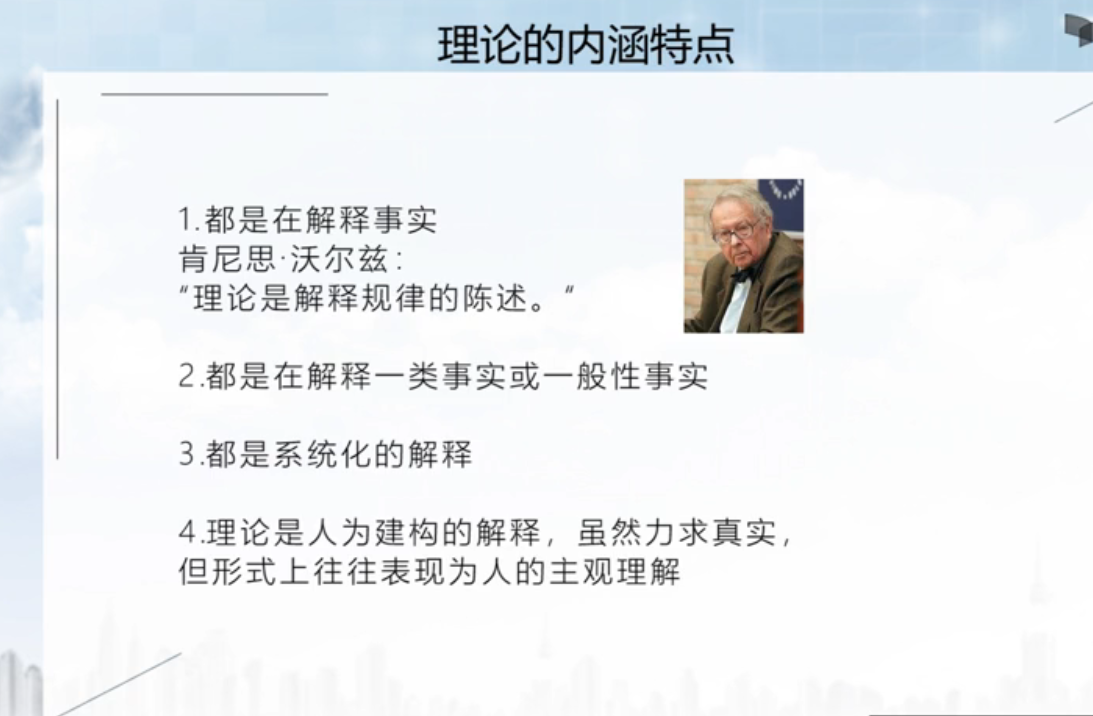 理论的内涵特点
1.都是在解释事实
肯尼思·沃尔兹：
“理论是解释规律的陈述。“
2.都是在解释一类事实或一般性事实
3.都是系统化的解释
4.理论是人为建构的解释，虽然力求真实，
但形式上往往表现为人的主观理解